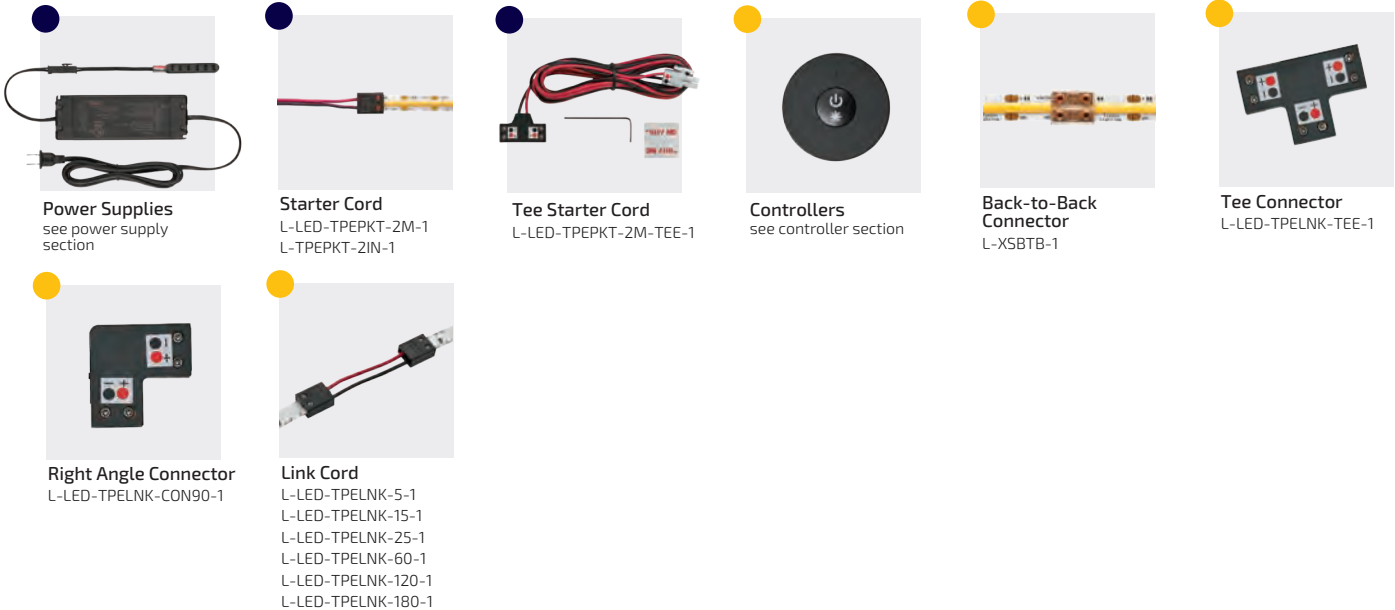 Power Supplies
see power supply
section
Starter Cord
L-LED-TPEPKT-2M-1
L-TPEPKT-2IN-1
Tee Starter Cord
L-LED-TPEPKT-2M-TEE-1
Controllers
see controller section
Back-to-Back
Connector
L-XSBTB-1
Tee Connector
L-LED-TPELNK-TEE-1
Right Angle Connector
L-LED-TPELNK-CON90-1
Link Cord
L-LED-TPELNK-5-1
L-LED-TPELNK-15-1
L-LED-TPELNK-25-1
L-LED-TPELNK-60-1
L-LED-TPELNK-120-1
L-LED-TPELNK-180-1